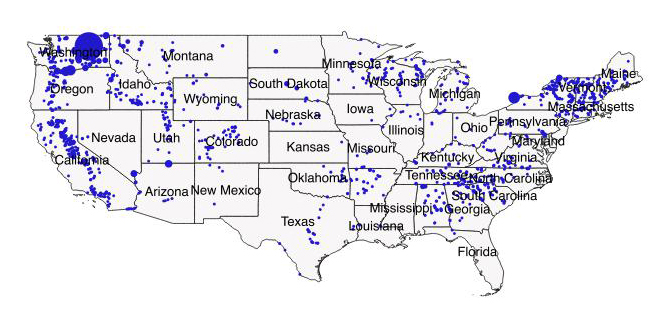 Washington
Montana
Minnesota
Maine
Oregon
Idaho
South Dakota
Wisconsin
Vermont
Wyoming
Michigan
Massachusetts
Nebraska
Iowa
Nevada
Utah
Colorado
Illinois
Ohio
Pennsylvania
California
Kansas
Missouri
Kentucky
Maryland
Virginia
Arizona
New Mexico
Oklahoma
Tennessee
North Carolina
South Carolina
Texas
Mississippi
Georgia
Louisiana
Florida